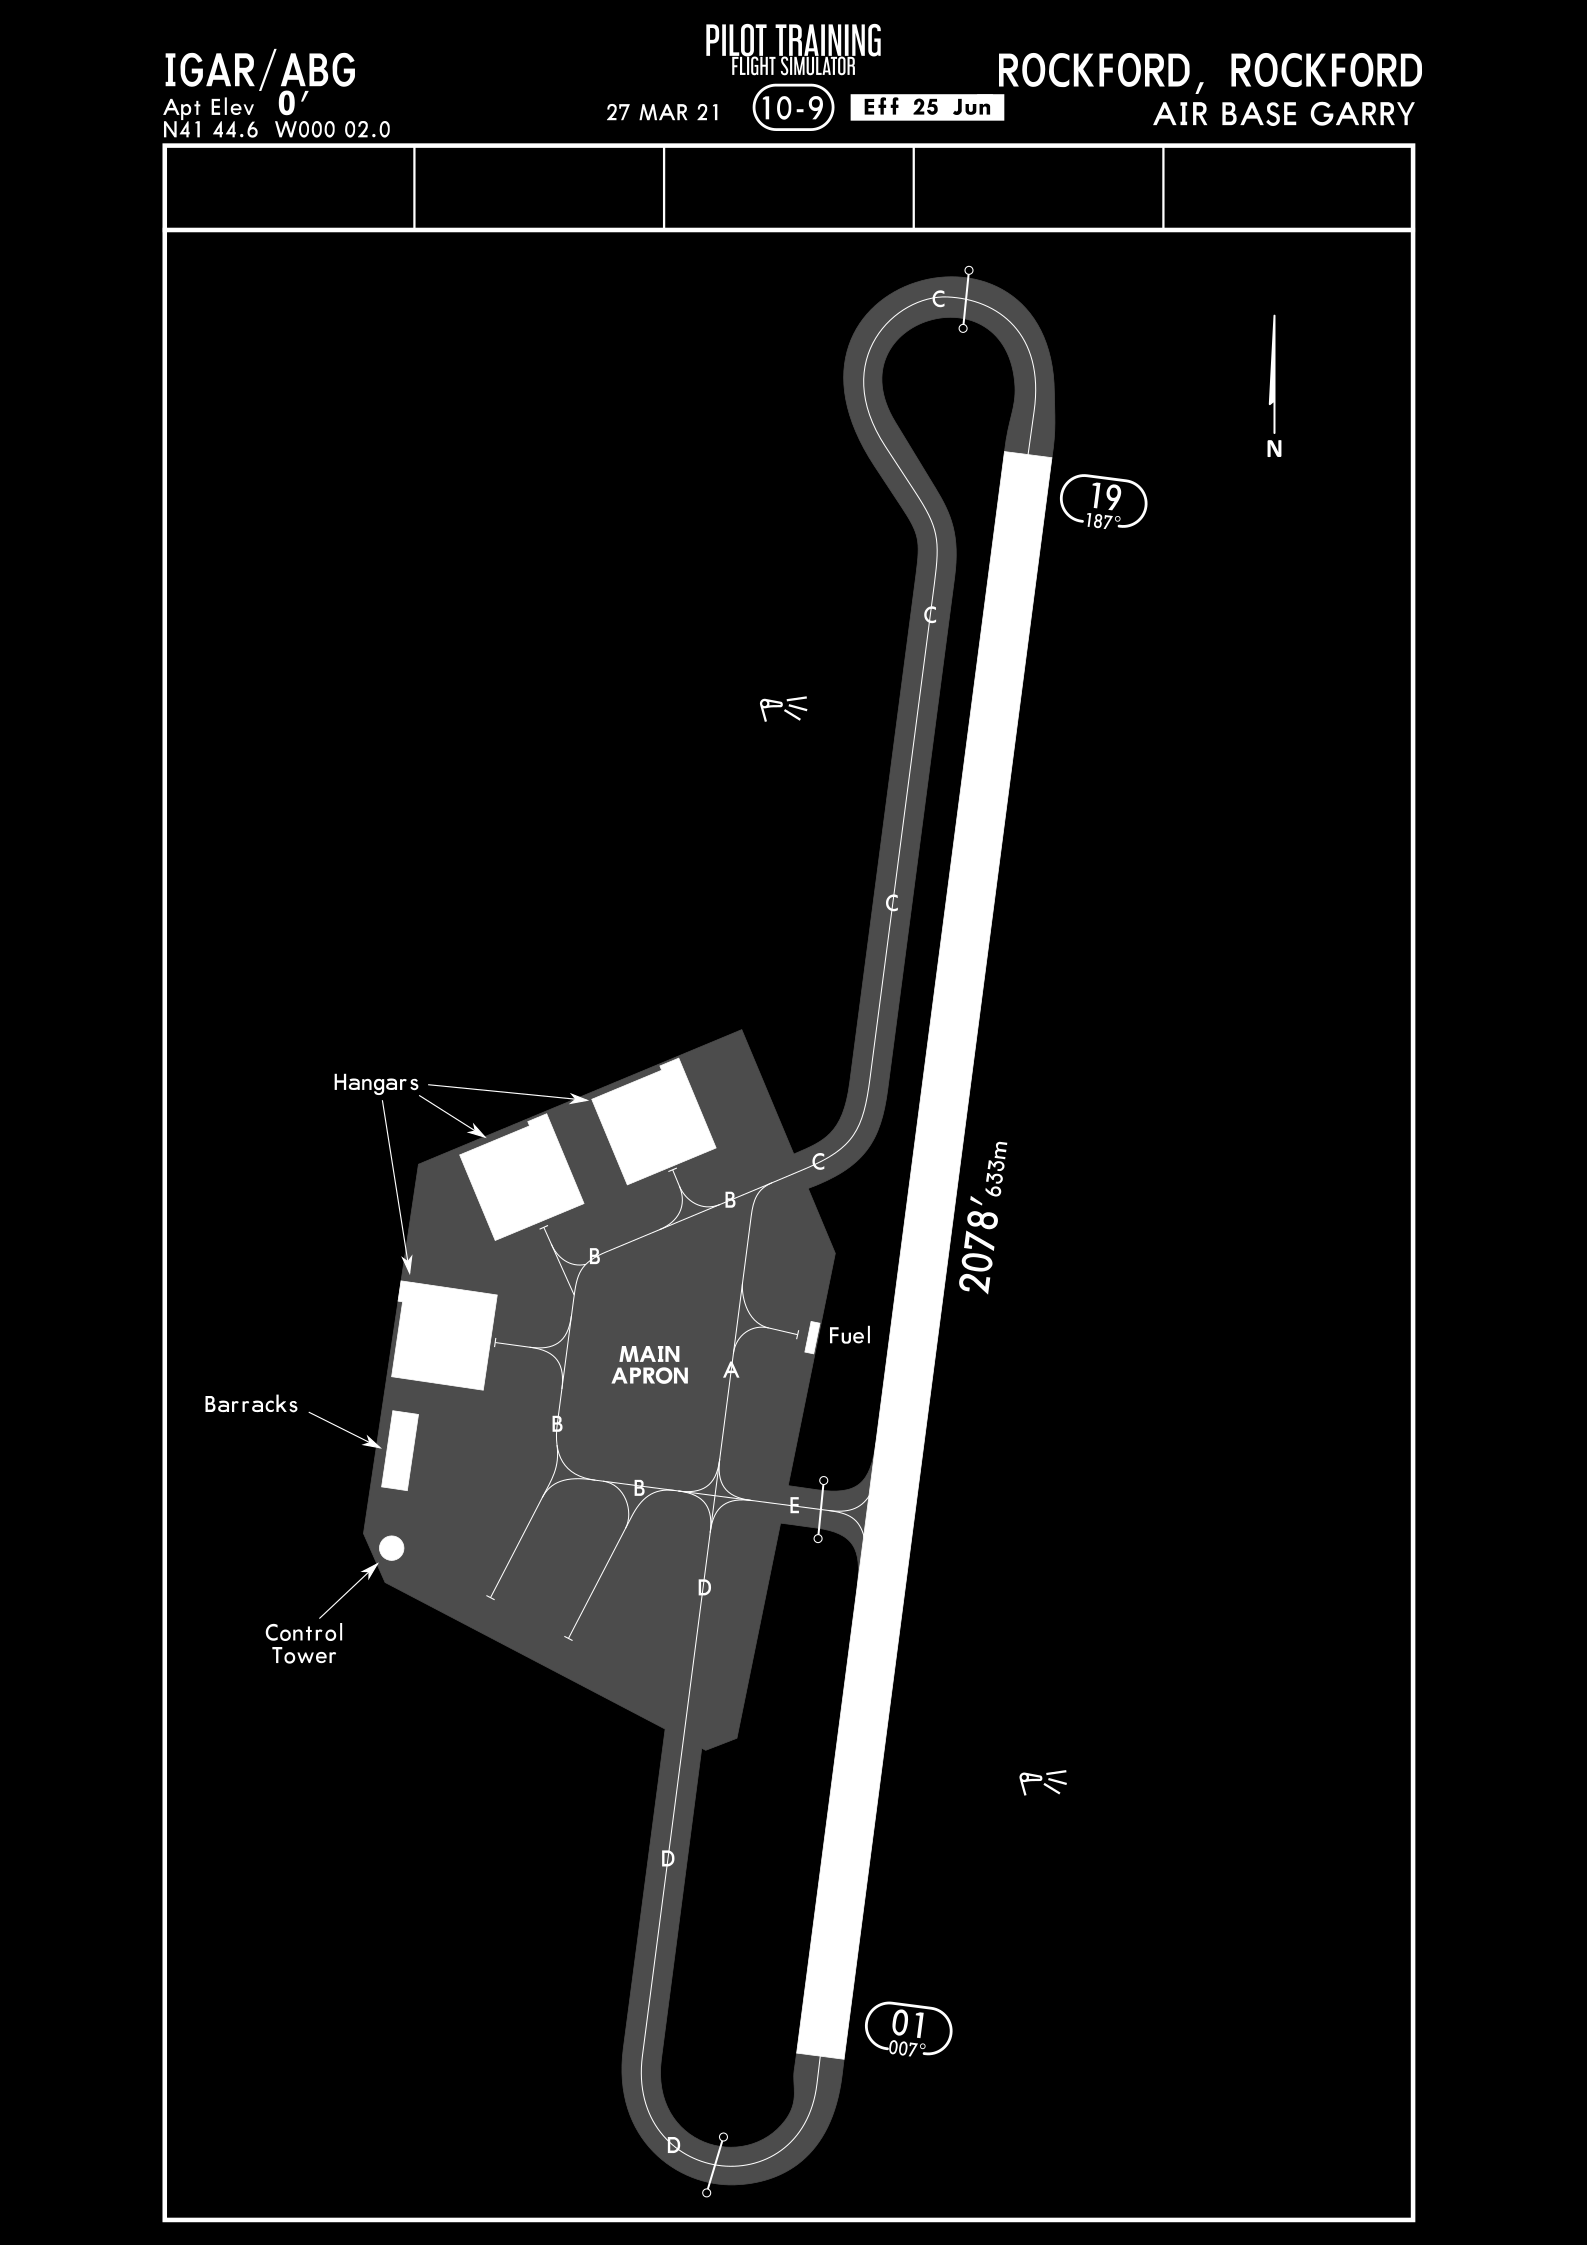 PILOT TRAINING
FLIGHT SIMULATOR
IGAR/ABG
Apt Elev 0′
N41 44.6 W000 02.0
27 MAR 21
10-9
Eff 25 Jun
ROCKFORD, ROCKFORD
AIR BASE GARRY
C
N
19
187°
C
C
Hangars
C
B
B
2078′ 633m
Fuel
MAIN
APRON
A
Barracks
B
B
E
D
Control
Tower
D
01
007°
D